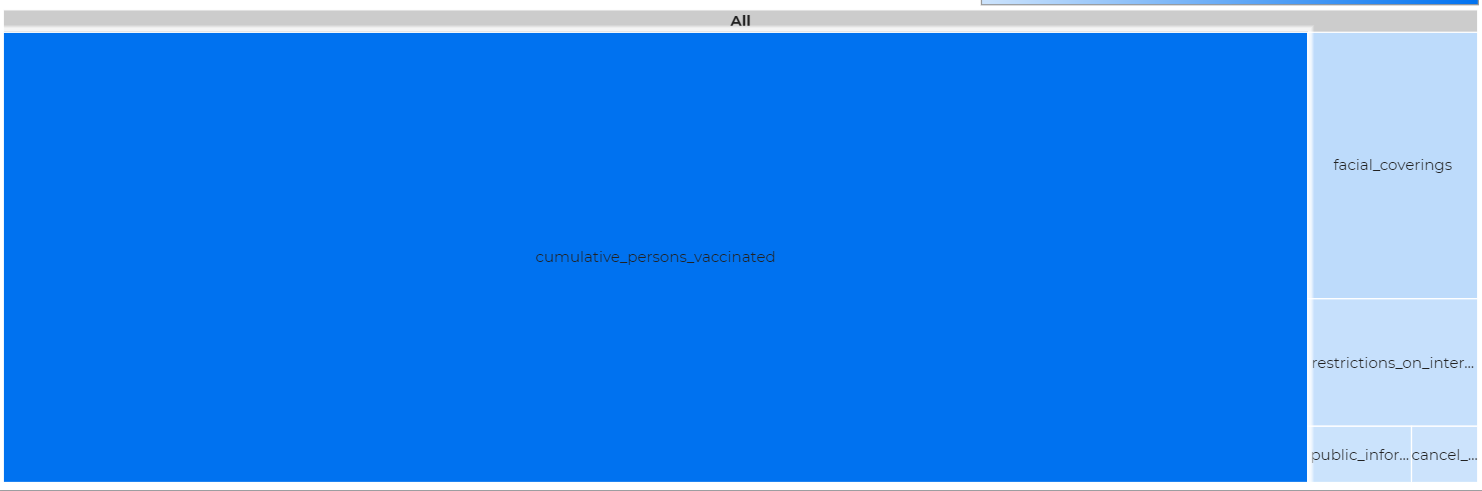 All
facial_coverings
cumulative_persons_vaccinated
restrictions_on_inter...
public_infor...
cancel_...